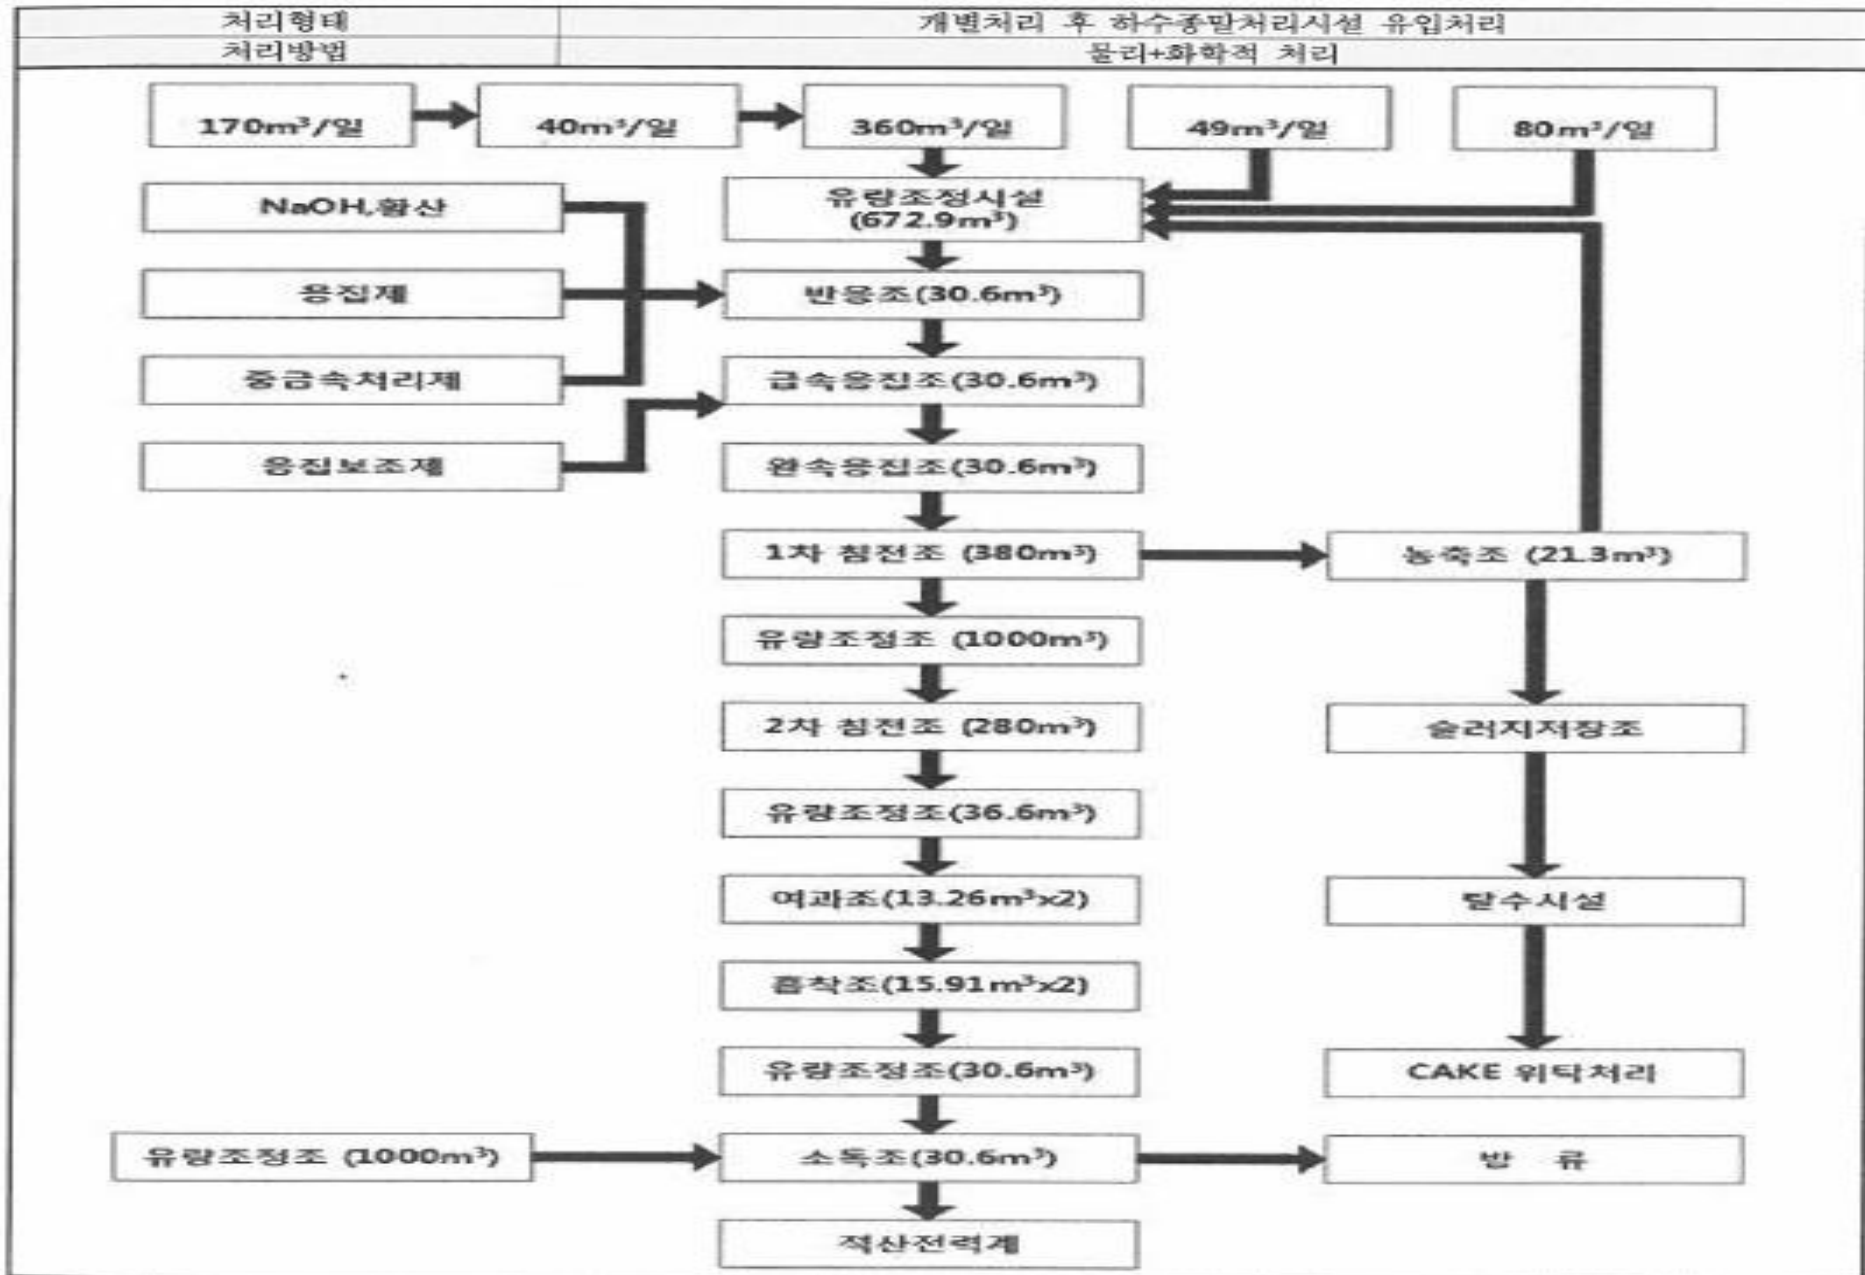 처리형태 개별처리 후 하수종말처리시설 유입처리
처리방법 물리+화학적 처리
170m³/일 40m³/일 360m³/일 49m³/일 80m³/일
NaOH,황산
유량조정시설
(672.9m³)
응집제
반응조(30.6m³)
중금속처리제
급속응집조(30.6m³)
응집보조제
완속응집조(30.6m³)
1차 침전조 (380m³)
농축조 (21.3m³)
유량조정조 (1000m³)
2차 침전조 (280m³)
슬러지저장조
유량조정조(36.6m³)
여과조(13.26m³x2)
탈수시설
흡착조(15.91m³x2)
유량조정조(30.6m³)
CAKE 위탁처리
유량조정조 (1000m³)
소독조(30.6m³)
방 류
적산전력계